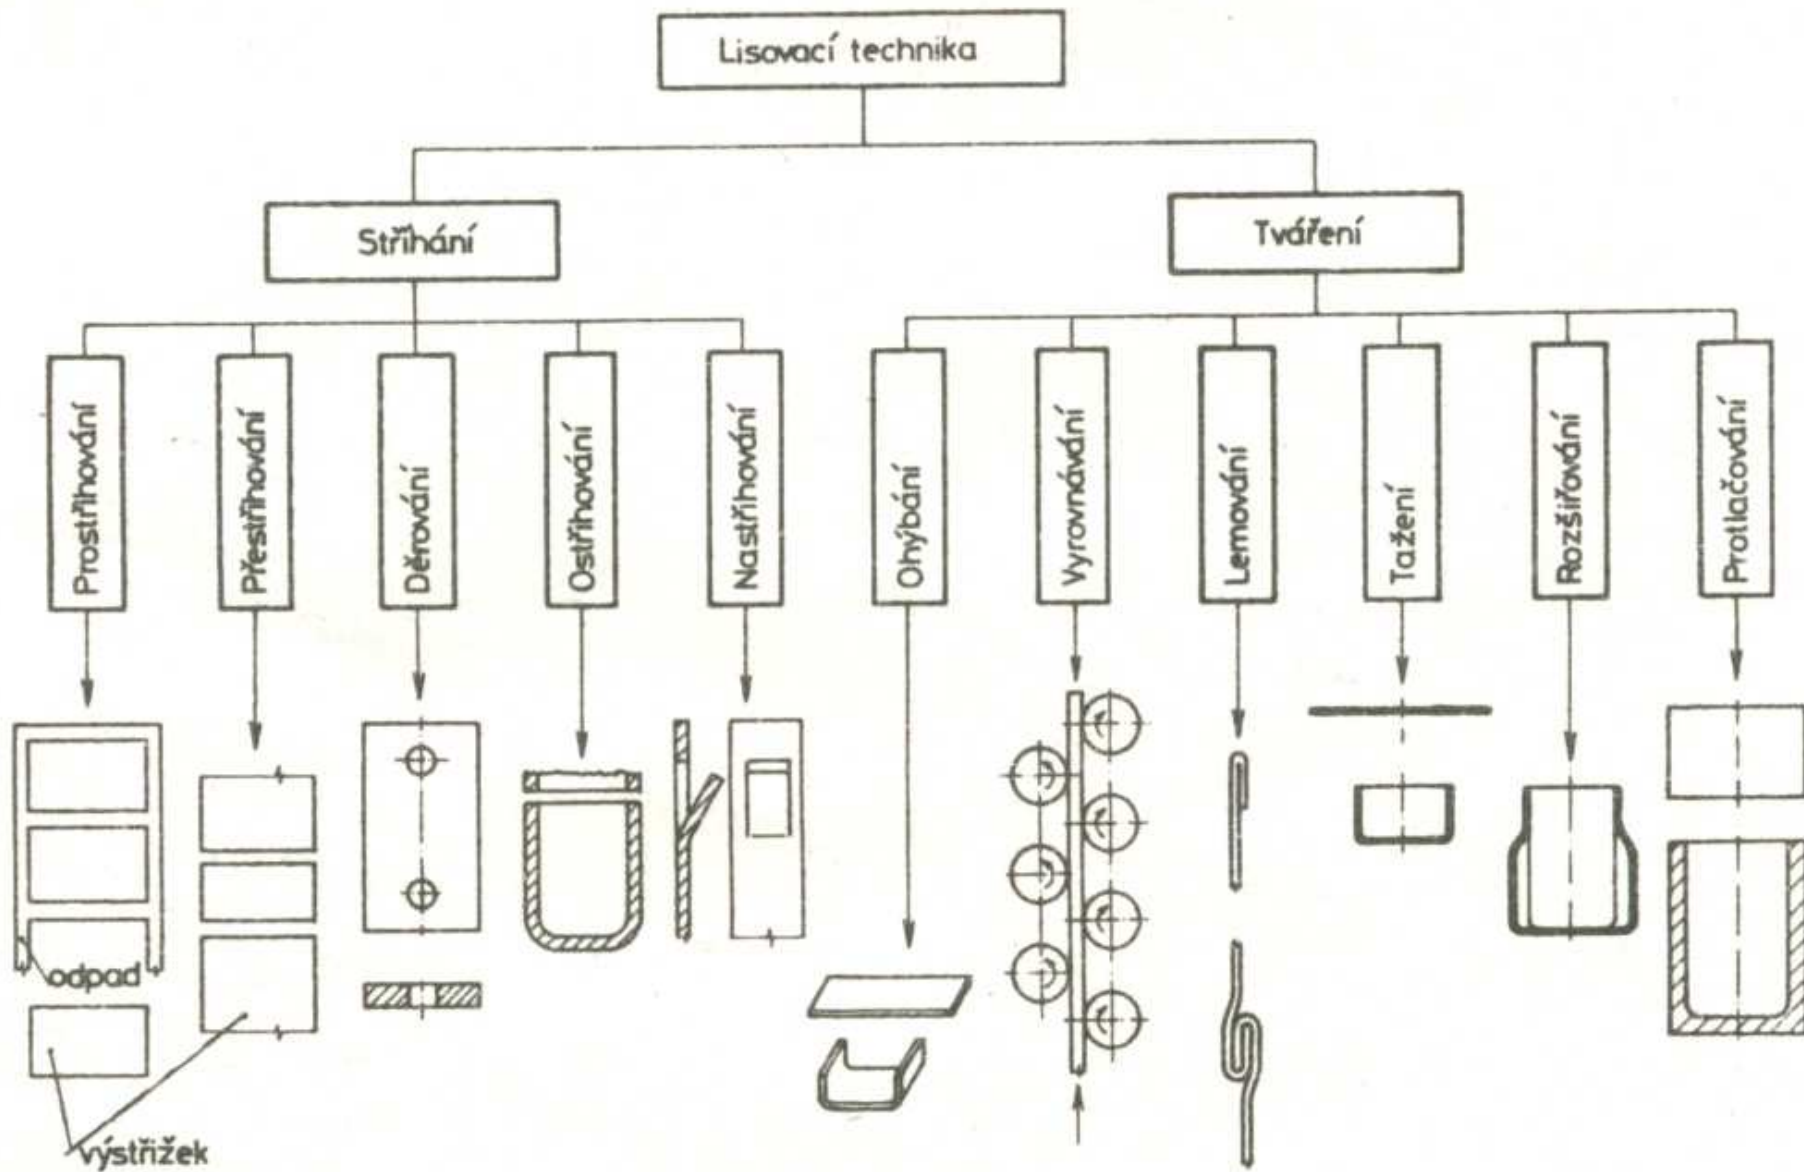 Lisovací technika
Stříhání
Tváření
Prostřihování
Přestřihování
Děrování
Ostřihování
Nastřihování
Ohýbání
Vyrovnávání
Lemování
Tažení
Rozšiřování
Protlačování
odpad
výstřižek